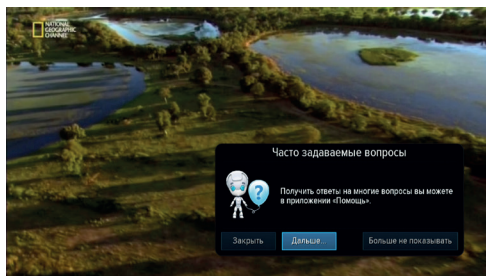 NATIONAL
GEOGRAPHIC
CHANNEL
Часто задаваемые вопросы
?
Получить ответы на многие вопросы вы можете
в приложении «Помощь».
Закрыть
Дальше...
Больше не показывать